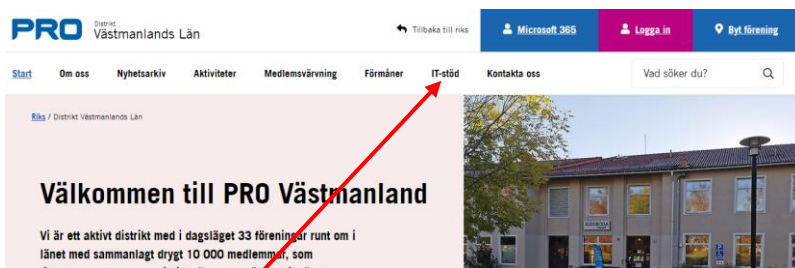 PRO Distrikt
Västmanlands Län
Tillbaka till riks
Microsoft 365
Logga in
Byt förening
Start Om oss Nyhetsarkiv Aktiviteter Medlemsvärvning Förmåner IT-stöd Kontakta oss
Vad söker du?
Riks / Distrikt Västmanlands Län
Välkommen till PRO Västmanland
Vi är ett aktivt distrikt med i dagsläget 33 föreningar runt om i
länet med sammanlagt drygt 10 000 medlemmar, som